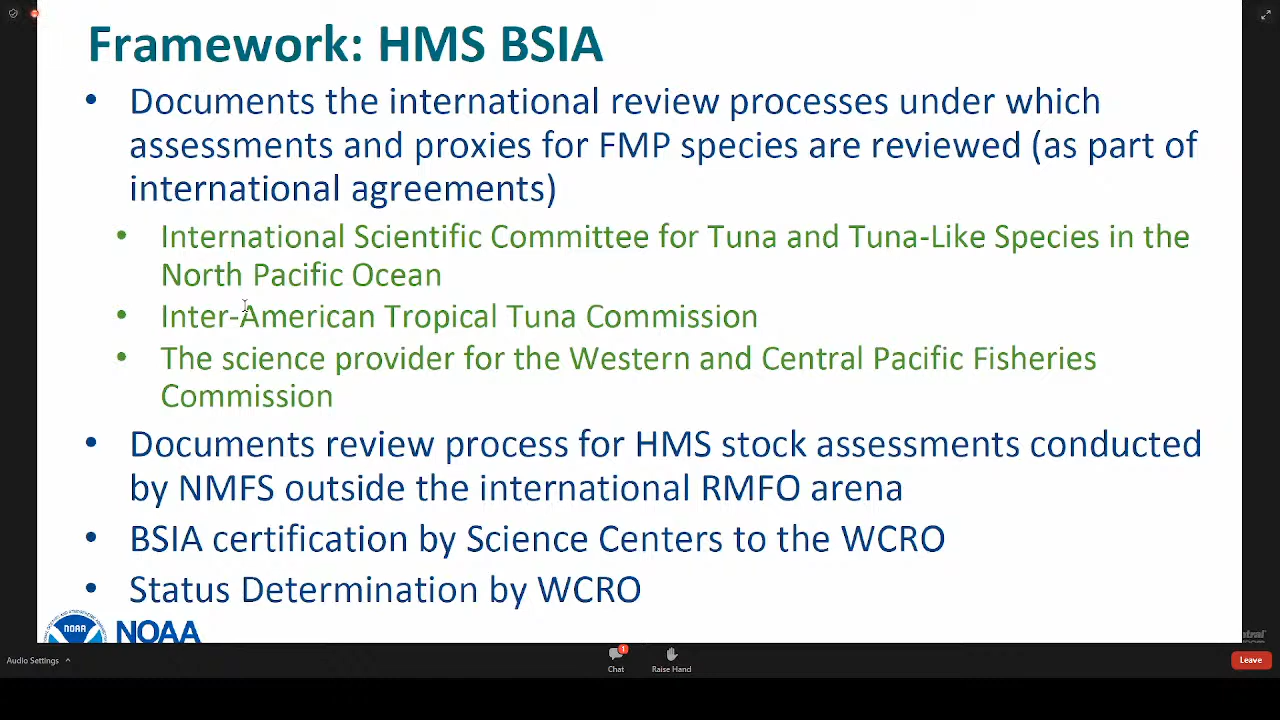 Framework: HMS BSIA
• Documents the international review processes under which
assessments and proxies for FMP species are reviewed (as part of
international agreements)
• International Scientific Committee for Tuna and Tuna-Like Species in the
North Pacific Ocean
• Inter-American Tropical Tuna Commission
• The science provider for the Western and Central Pacific Fisheries
Commission
• Documents review process for HMS stock assessments conducted
by NMFS outside the international RMFO arena
• BSIA certification by Science Centers to the WCRO
• Status Determination by WCRO
NOAA
NOAA
Audio Settings
1
Chat
Raise Hand
Leave